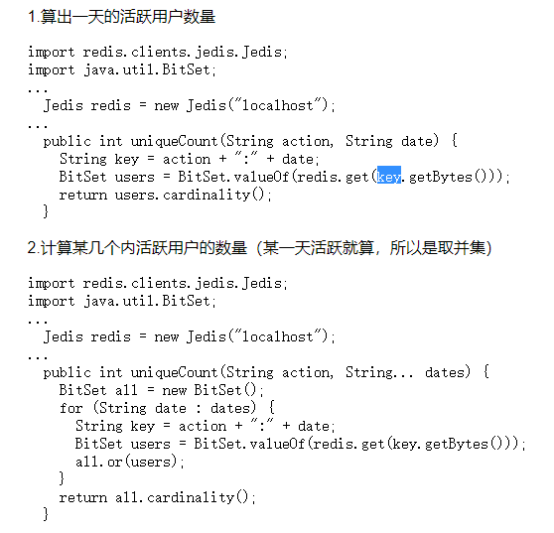 1.算出一天的活跃用户数量
import redis.clients.jedis.Jedis;
import java.util.BitSet;
...
  Jedis redis = new Jedis("localhost");
...
  public int uniqueCount(String action, String date) {
    String key = action + ":" + date;
    BitSet users = BitSet.valueOf(redis.get(key.getBytes()));
    return users.cardinality();
  }
2.计算某几个内活跃用户的数量（某一天活跃就算，所以是取并集)
import redis.clients.jedis.Jedis;
import java.util.BitSet;
...
  Jedis redis = new Jedis("localhost");
...
  public int uniqueCount(String action, String... dates) {
    BitSet all = new BitSet();
    for (String date : dates) {
      String key = action + ":" + date;
      BitSet users = BitSet.valueOf(redis.get(key.getBytes()));
      all.or(users);
    }
    return all.cardinality();
  }